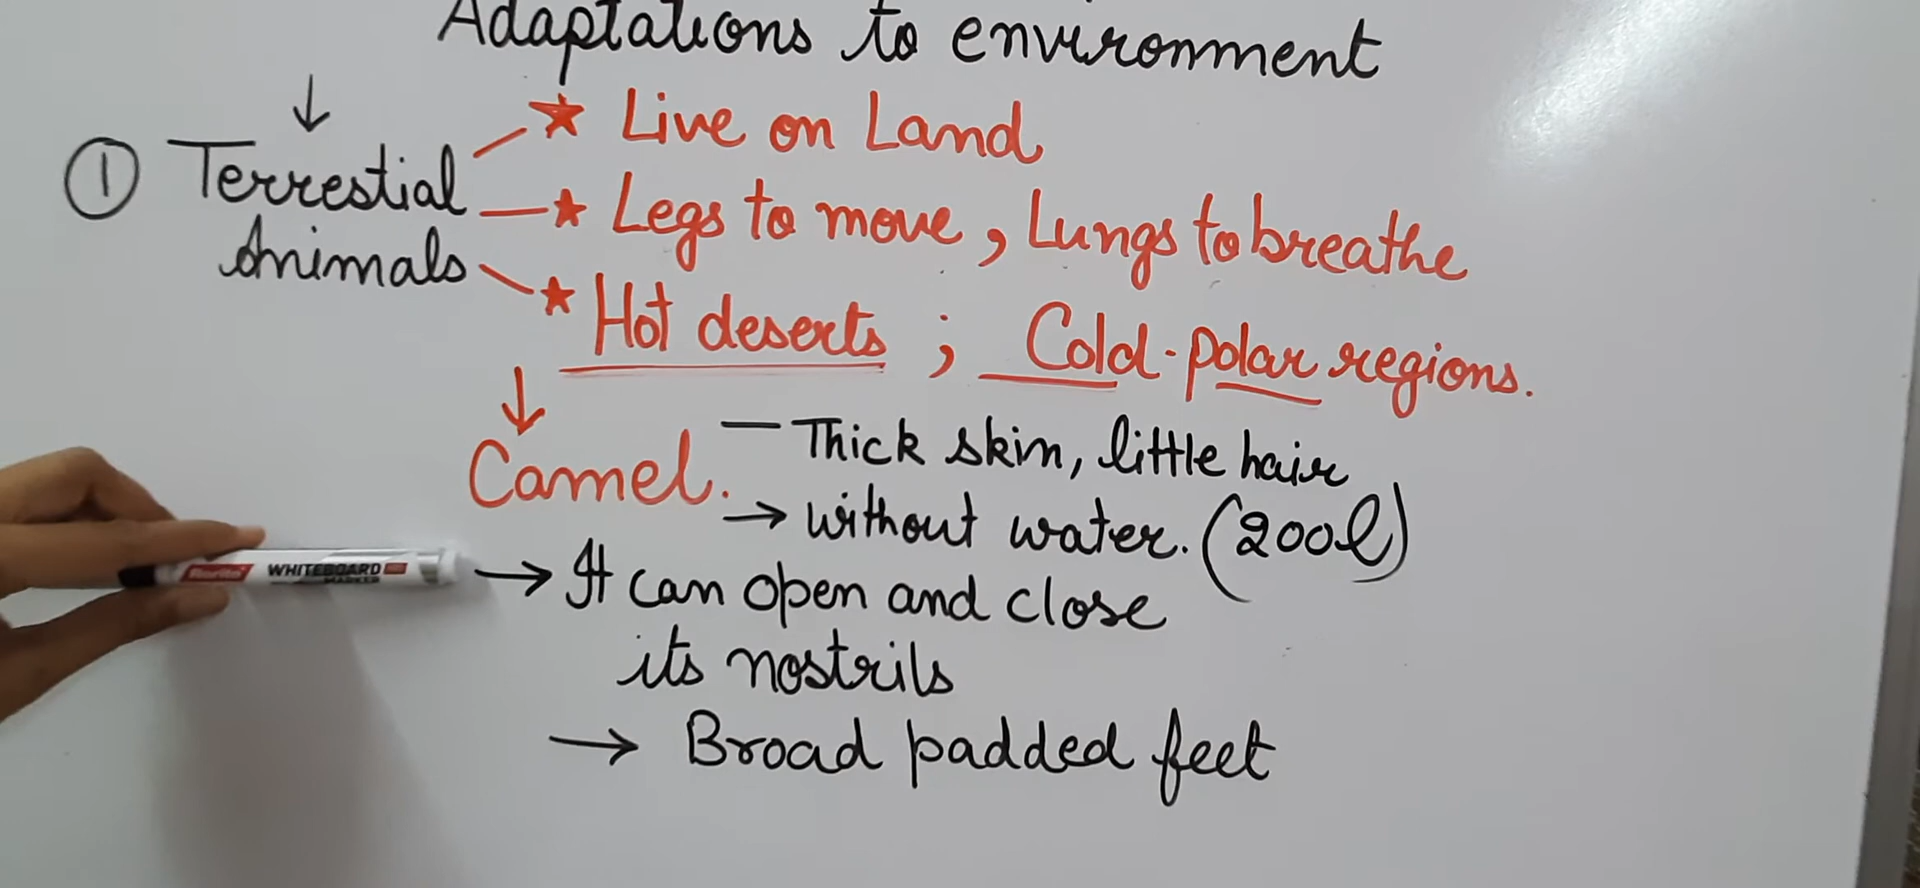 Adaptations to environment
↓
① Terrestial Animals
★ Live on Land
★ Legs to move, Lungs to breathe
★ Hot deserts ; Cold-polar regions.
↓
Camel. — Thick skin, little hair
→ without water. (200l)
→ It can open and close
its nostrils
→ Broad padded feet
WHITEBOARD
MARKER